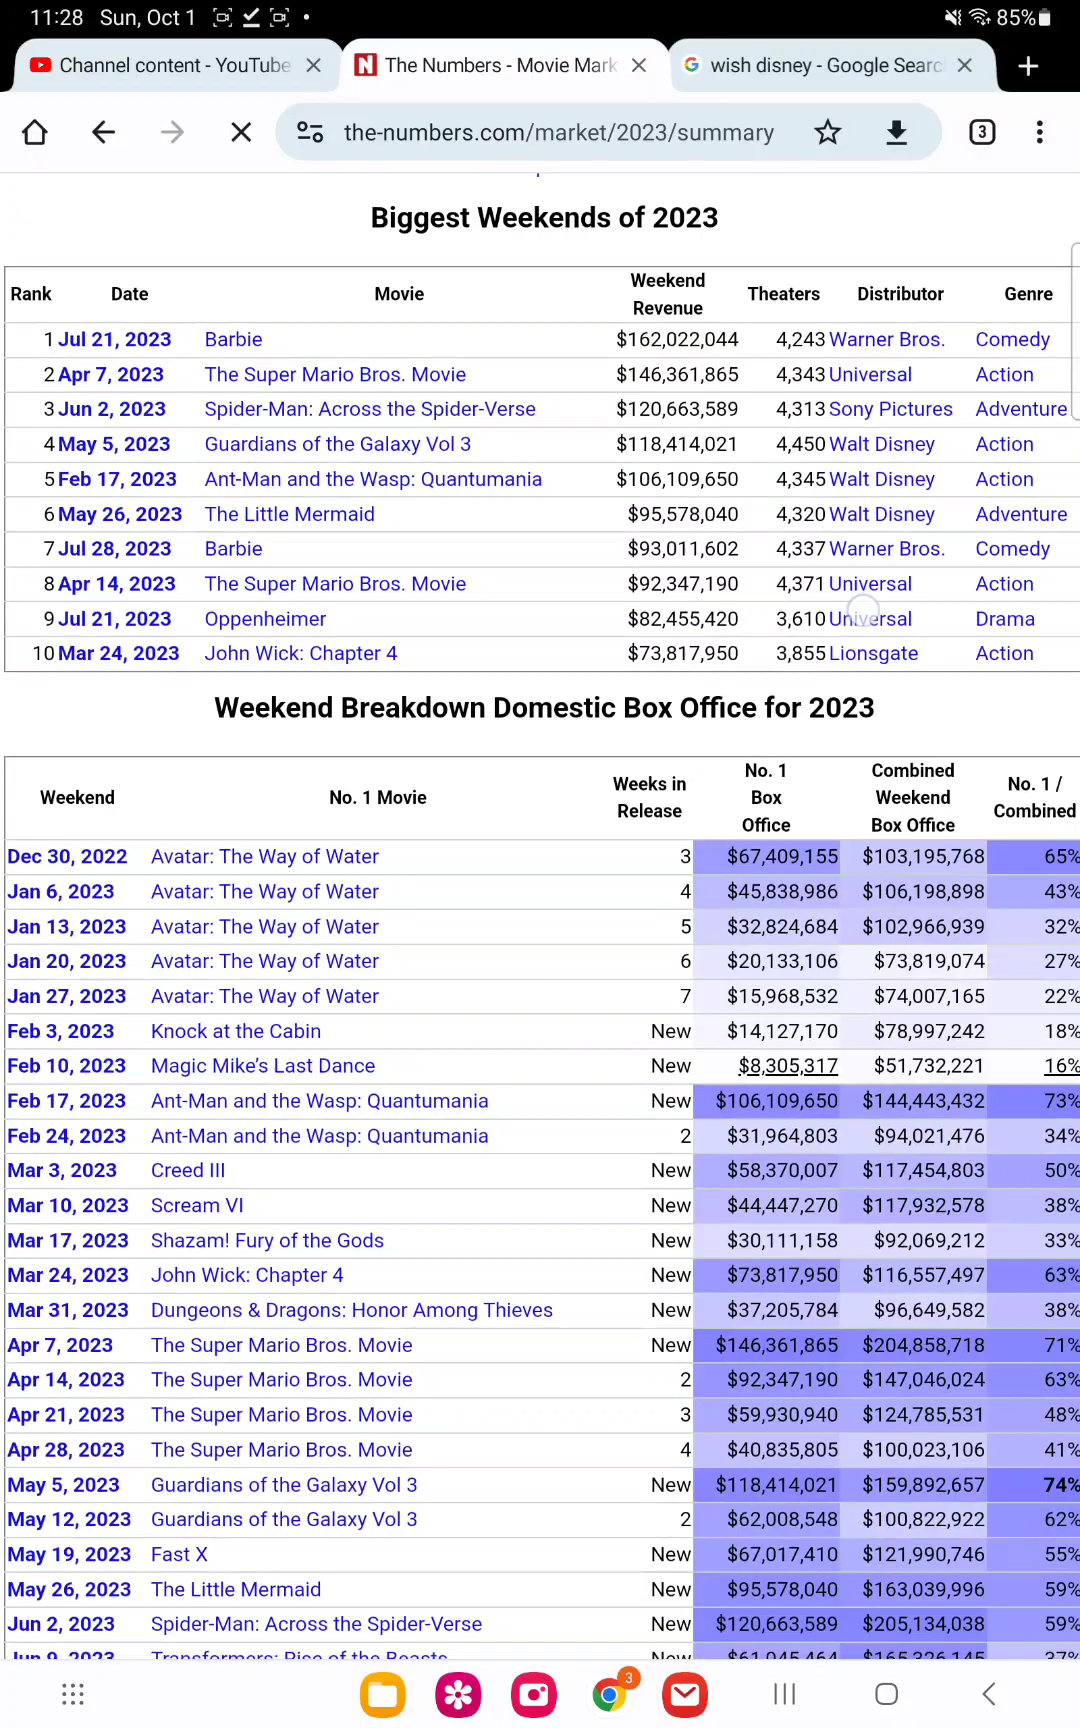 11:28 Sun, Oct 1 85%
Channel content - YouTube The Numbers - Movie Mark wish disney - Google Searc
the-numbers.com/market/2023/summary 3
Biggest Weekends of 2023
Rank Date Movie Weekend Revenue Theaters Distributor Genre
1 Jul 21, 2023 Barbie $162,022,044 4,243 Warner Bros. Comedy
2 Apr 7, 2023 The Super Mario Bros. Movie $146,361,865 4,343 Universal Action
3 Jun 2, 2023 Spider-Man: Across the Spider-Verse $120,663,589 4,313 Sony Pictures Adventure
4 May 5, 2023 Guardians of the Galaxy Vol 3 $118,414,021 4,450 Walt Disney Action
5 Feb 17, 2023 Ant-Man and the Wasp: Quantumania $106,109,650 4,345 Walt Disney Action
6 May 26, 2023 The Little Mermaid $95,578,040 4,320 Walt Disney Adventure
7 Jul 28, 2023 Barbie $93,011,602 4,337 Warner Bros. Comedy
8 Apr 14, 2023 The Super Mario Bros. Movie $92,347,190 4,371 Universal Action
9 Jul 21, 2023 Oppenheimer $82,455,420 3,610 Universal Drama
10 Mar 24, 2023 John Wick: Chapter 4 $73,817,950 3,855 Lionsgate Action
Weekend Breakdown Domestic Box Office for 2023
Weekend No. 1 Movie Weeks in Release No. 1 Box Office Combined Weekend Box Office No. 1 / Combined
Dec 30, 2022 Avatar: The Way of Water 3 $67,409,155 $103,195,768 65%
Jan 6, 2023 Avatar: The Way of Water 4 $45,838,986 $106,198,898 43%
Jan 13, 2023 Avatar: The Way of Water 5 $32,824,684 $102,966,939 32%
Jan 20, 2023 Avatar: The Way of Water 6 $20,133,106 $73,819,074 27%
Jan 27, 2023 Avatar: The Way of Water 7 $15,968,532 $74,007,165 22%
Feb 3, 2023 Knock at the Cabin New $14,127,170 $78,997,242 18%
Feb 10, 2023 Magic Mike's Last Dance New $8,305,317 $51,732,221 16%
Feb 17, 2023 Ant-Man and the Wasp: Quantumania New $106,109,650 $144,443,432 73%
Feb 24, 2023 Ant-Man and the Wasp: Quantumania 2 $31,964,803 $94,021,476 34%
Mar 3, 2023 Creed III New $58,370,007 $117,454,803 50%
Mar 10, 2023 Scream VI New $44,447,270 $117,932,578 38%
Mar 17, 2023 Shazam! Fury of the Gods New $30,111,158 $92,069,212 33%
Mar 24, 2023 John Wick: Chapter 4 New $73,817,950 $116,557,497 63%
Mar 31, 2023 Dungeons & Dragons: Honor Among Thieves New $37,205,784 $96,649,582 38%
Apr 7, 2023 The Super Mario Bros. Movie New $146,361,865 $204,858,718 71%
Apr 14, 2023 The Super Mario Bros. Movie 2 $92,347,190 $147,046,024 63%
Apr 21, 2023 The Super Mario Bros. Movie 3 $59,930,940 $124,785,531 48%
Apr 28, 2023 The Super Mario Bros. Movie 4 $40,835,805 $100,023,106 41%
May 5, 2023 Guardians of the Galaxy Vol 3 New $118,414,021 $159,892,657 74%
May 12, 2023 Guardians of the Galaxy Vol 3 2 $62,008,548 $100,822,922 62%
May 19, 2023 Fast X New $67,017,410 $121,990,746 55%
May 26, 2023 The Little Mermaid New $95,578,040 $163,039,996 59%
Jun 2, 2023 Spider-Man: Across the Spider-Verse New $120,663,589 $205,134,038 59%
Jun 9, 2023 Transformers: Rise of the Beasts New $61,045,464 $165,326,145 37%
3